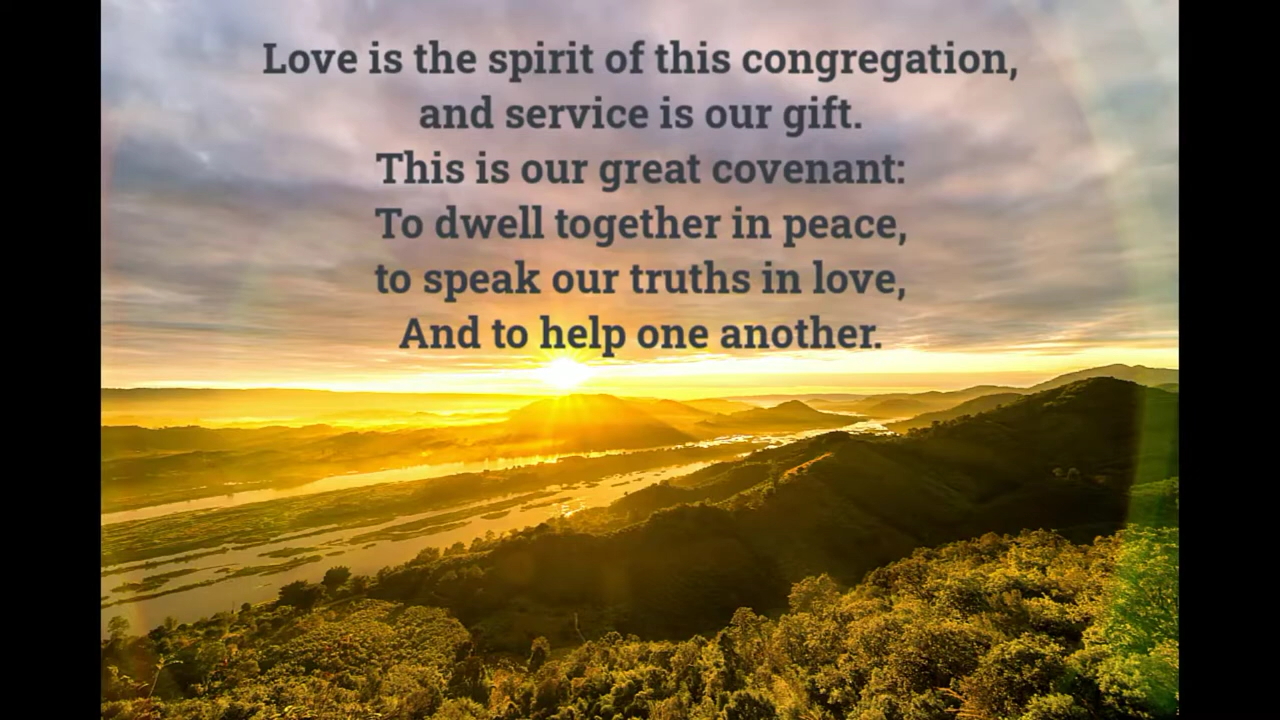 Love is the spirit of this congregation,
and service is our gift.
This is our great covenant:
To dwell together in peace,
to speak our truths in love,
And to help one another.